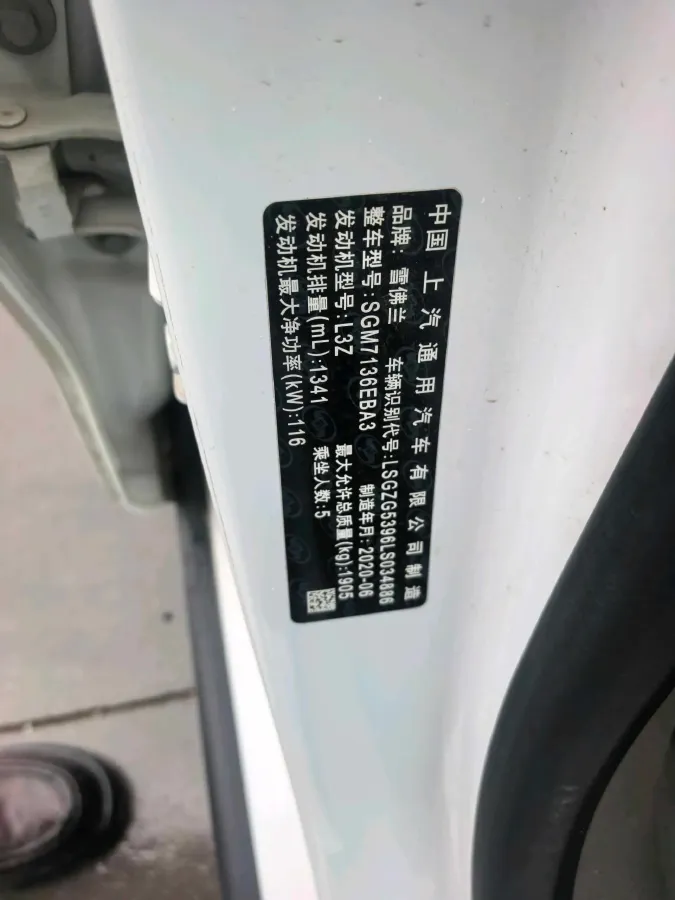 中国 上汽通用汽车有限公司制造
品牌: 雪佛兰 车辆识别代号:LSGZG5396LS034886
整车型号:SGM7136EBA3 制造年月:2020-06
发动机型号:L3Z 最大允许总质量(kg):1905
发动机排量(mL):1341 乘坐人数:5
发动机最大净功率(kW):116